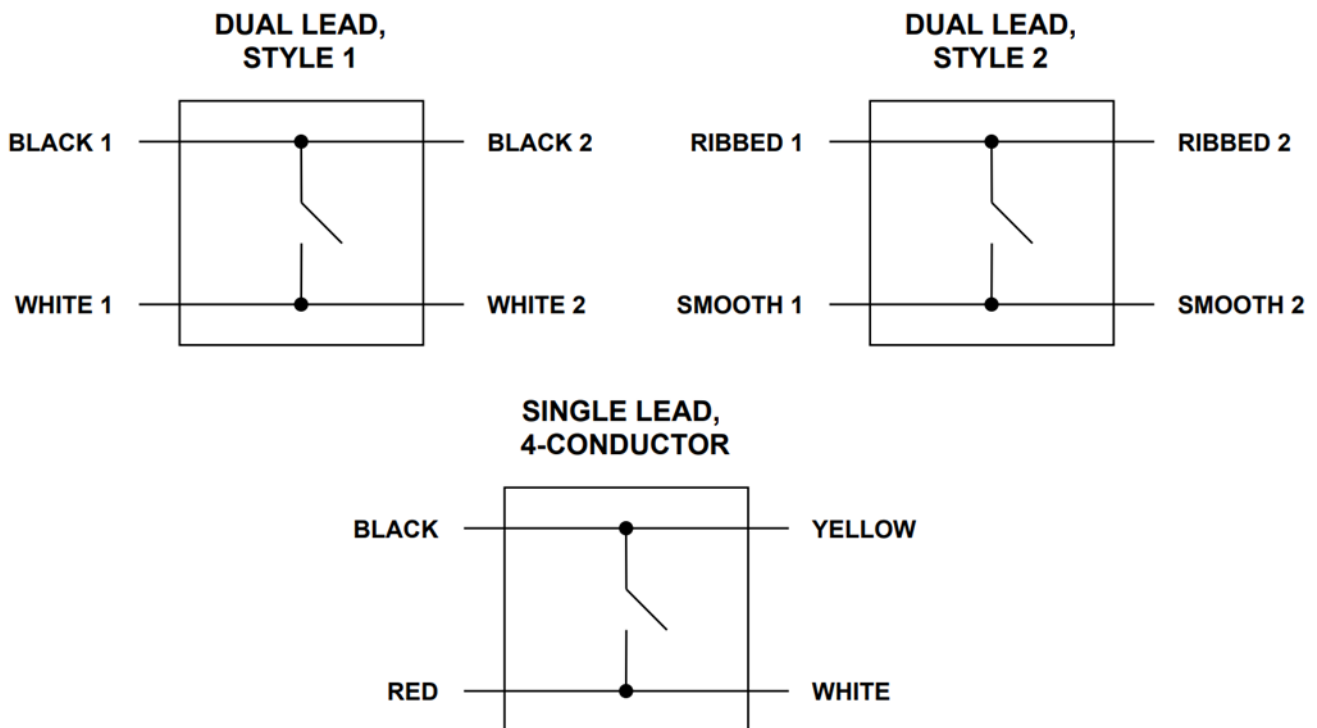 DUAL LEAD,
STYLE 1
DUAL LEAD,
STYLE 2
BLACK 1
BLACK 2
RIBBED 1
RIBBED 2
WHITE 1
WHITE 2
SMOOTH 1
SMOOTH 2
SINGLE LEAD,
4-CONDUCTOR
BLACK
YELLOW
RED
WHITE